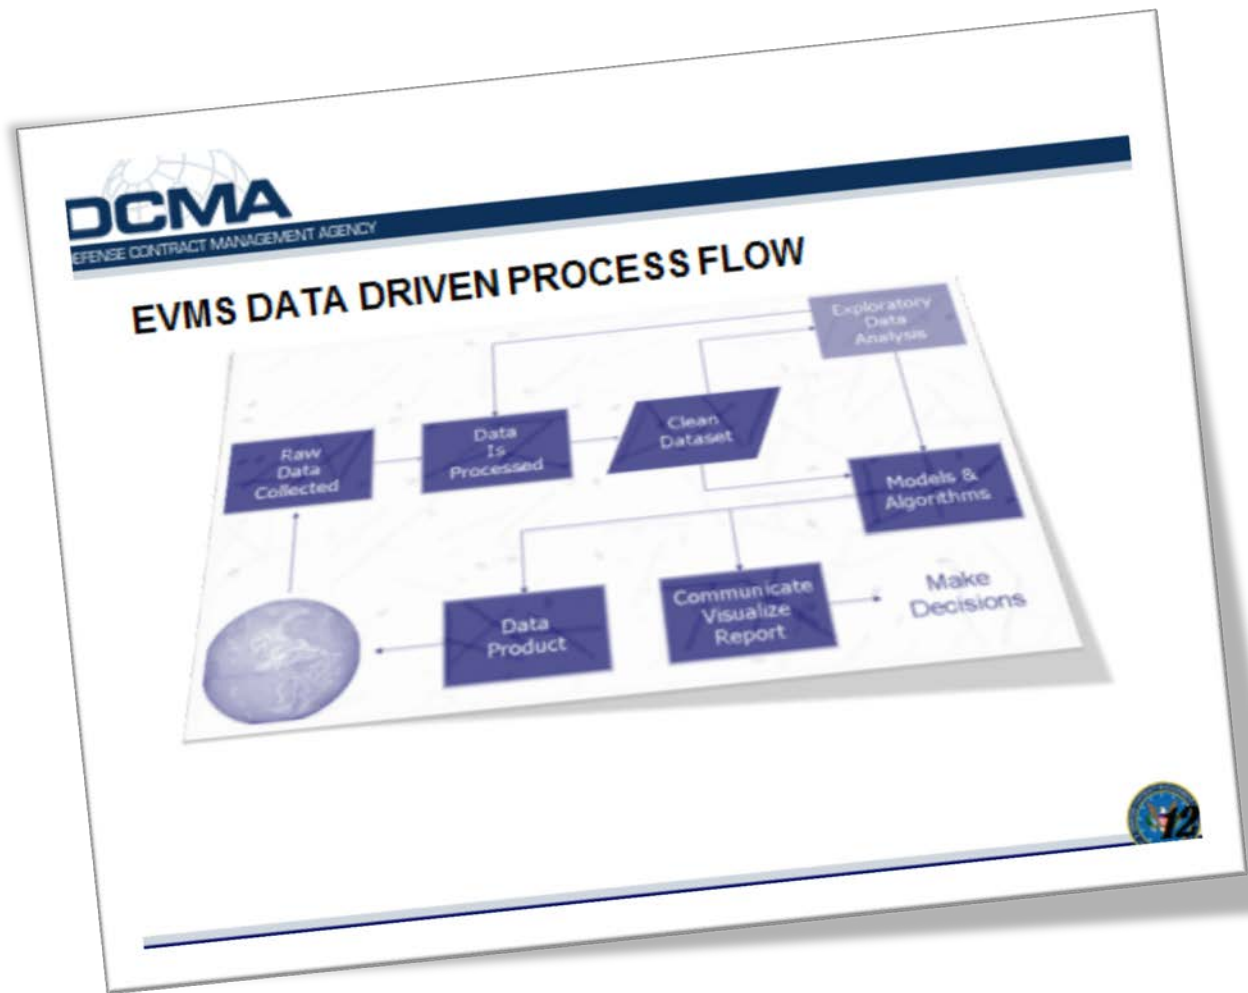 DCMA
DEFENSE CONTRACT MANAGEMENT AGENCY
EVMS DATA DRIVEN PROCESS FLOW
Exploratory
Data
Analysis
Raw
Data
Collected
Data
Is
Processed
Clean
Dataset
Models &
Algorithms
Data
Product
Communicate
Visualize
Report
Make
Decisions
12